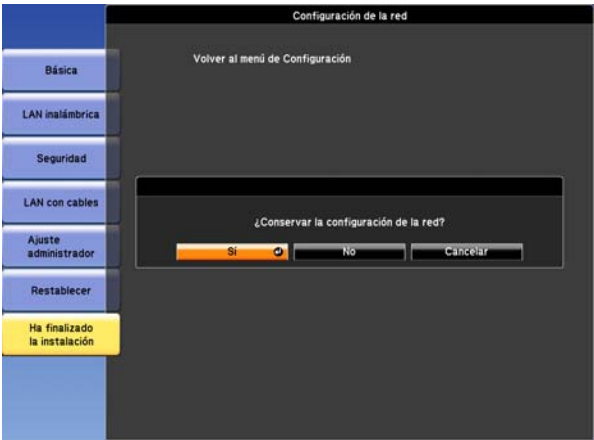 Configuración de la red
Volver al menú de Configuración
Básica
LAN inalámbrica
Seguridad
LAN con cables
Ajuste
administrador
Restablecer
Ha finalizado
la instalación
¿Conservar la configuración de la red?
Sí No Cancelar